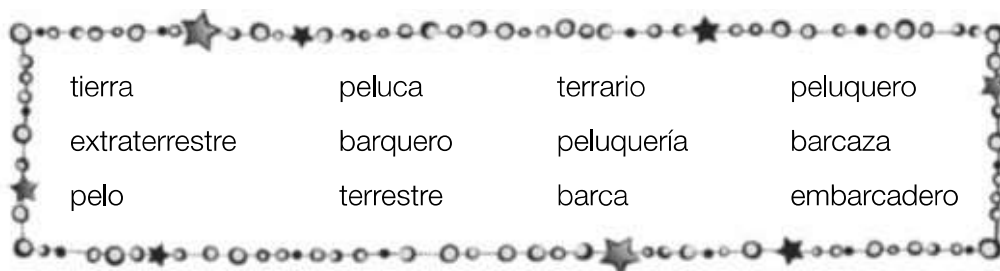 tierra peluca terrario peluquero
extraterrestre barquero peluquería barcaza
pelo terrestre barca embarcadero